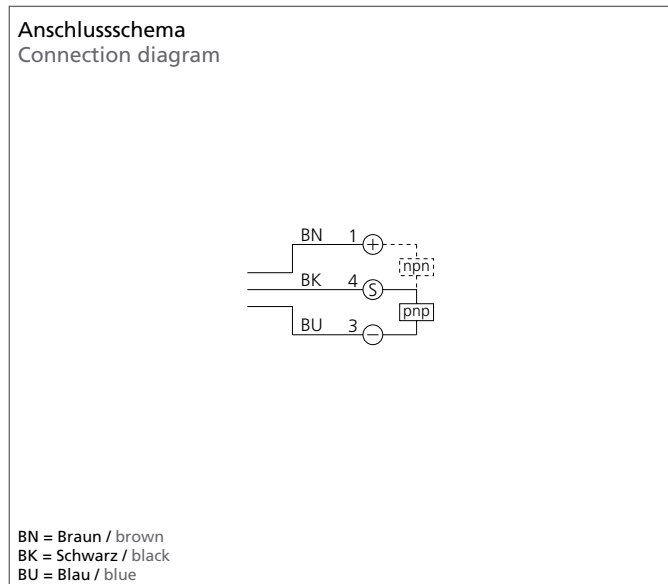 Anschlussschema
Connection diagram
BN 1 +
npn
BK 4 S
pnp
BU 3 −
BN = Braun / brown
BK = Schwarz / black
BU = Blau / blue